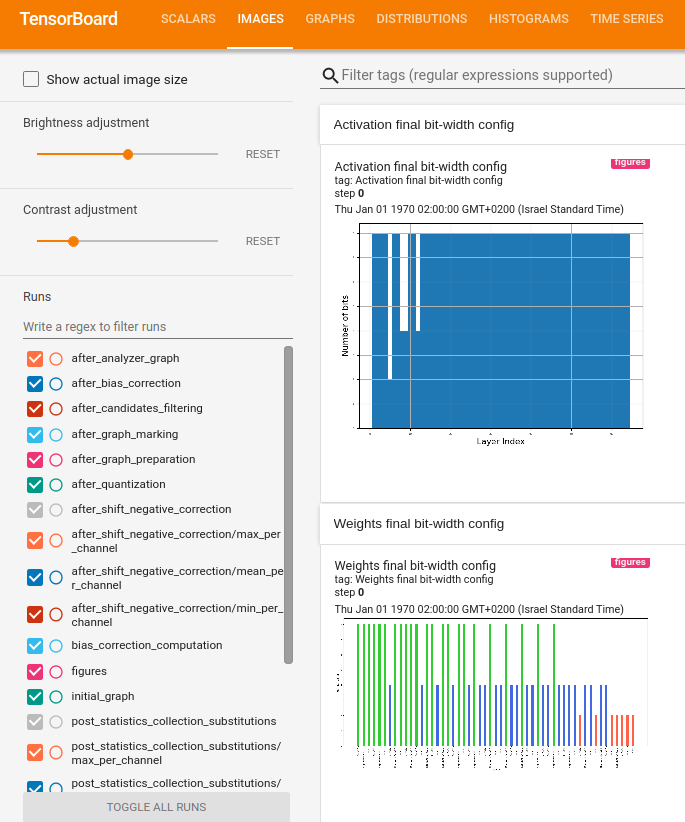 TensorBoard
SCALARS IMAGES GRAPHS DISTRIBUTIONS HISTOGRAMS TIME SERIES
Show actual image size
Brightness adjustment
RESET
Contrast adjustment
RESET
Runs
Write a regex to filter runs
after_analyzer_graph
after_bias_correction
after_candidates_filtering
after_graph_marking
after_graph_preparation
after_quantization
after_shift_negative_correction
after_shift_negative_correction/max_per
_channel
after_shift_negative_correction/mean_pe
r_channel
after_shift_negative_correction/min_per_
channel
bias_correction_computation
figures
initial_graph
post_statistics_collection_substitutions
post_statistics_collection_substitutions/
max_per_channel
post_statistics_collection_substitutions/
TOGGLE ALL RUNS
Filter tags (regular expressions supported)
Activation final bit-width config
Activation final bit-width config
figures
tag: Activation final bit-width config
step 0
Thu Jan 01 1970 02:00:00 GMT+0200 (Israel Standard Time)
Number of bits
Layer Index
Weights final bit-width config
Weights final bit-width config
figures
tag: Weights final bit-width config
step 0
Thu Jan 01 1970 02:00:00 GMT+0200 (Israel Standard Time)